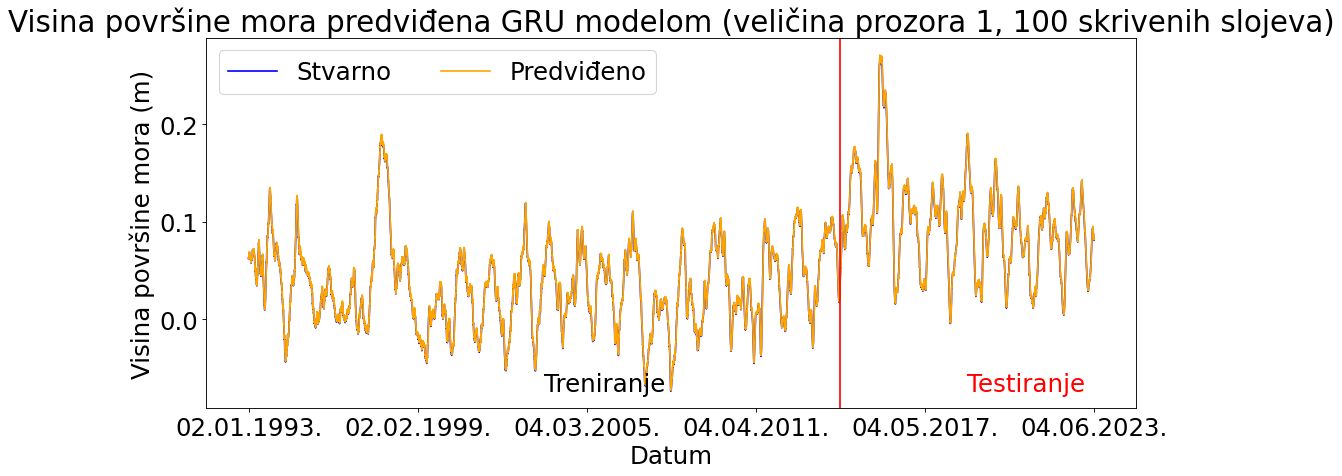 Visina površine mora predviđena GRU modelom (veličina prozora 1, 100 skrivenih slojeva)
Stvarno
Predviđeno
Visina površine mora (m)
0.2
0.1
0.0
Treniranje
Testiranje
02.01.1993.
02.02.1999.
04.03.2005.
04.04.2011.
04.05.2017.
04.06.2023.
Datum